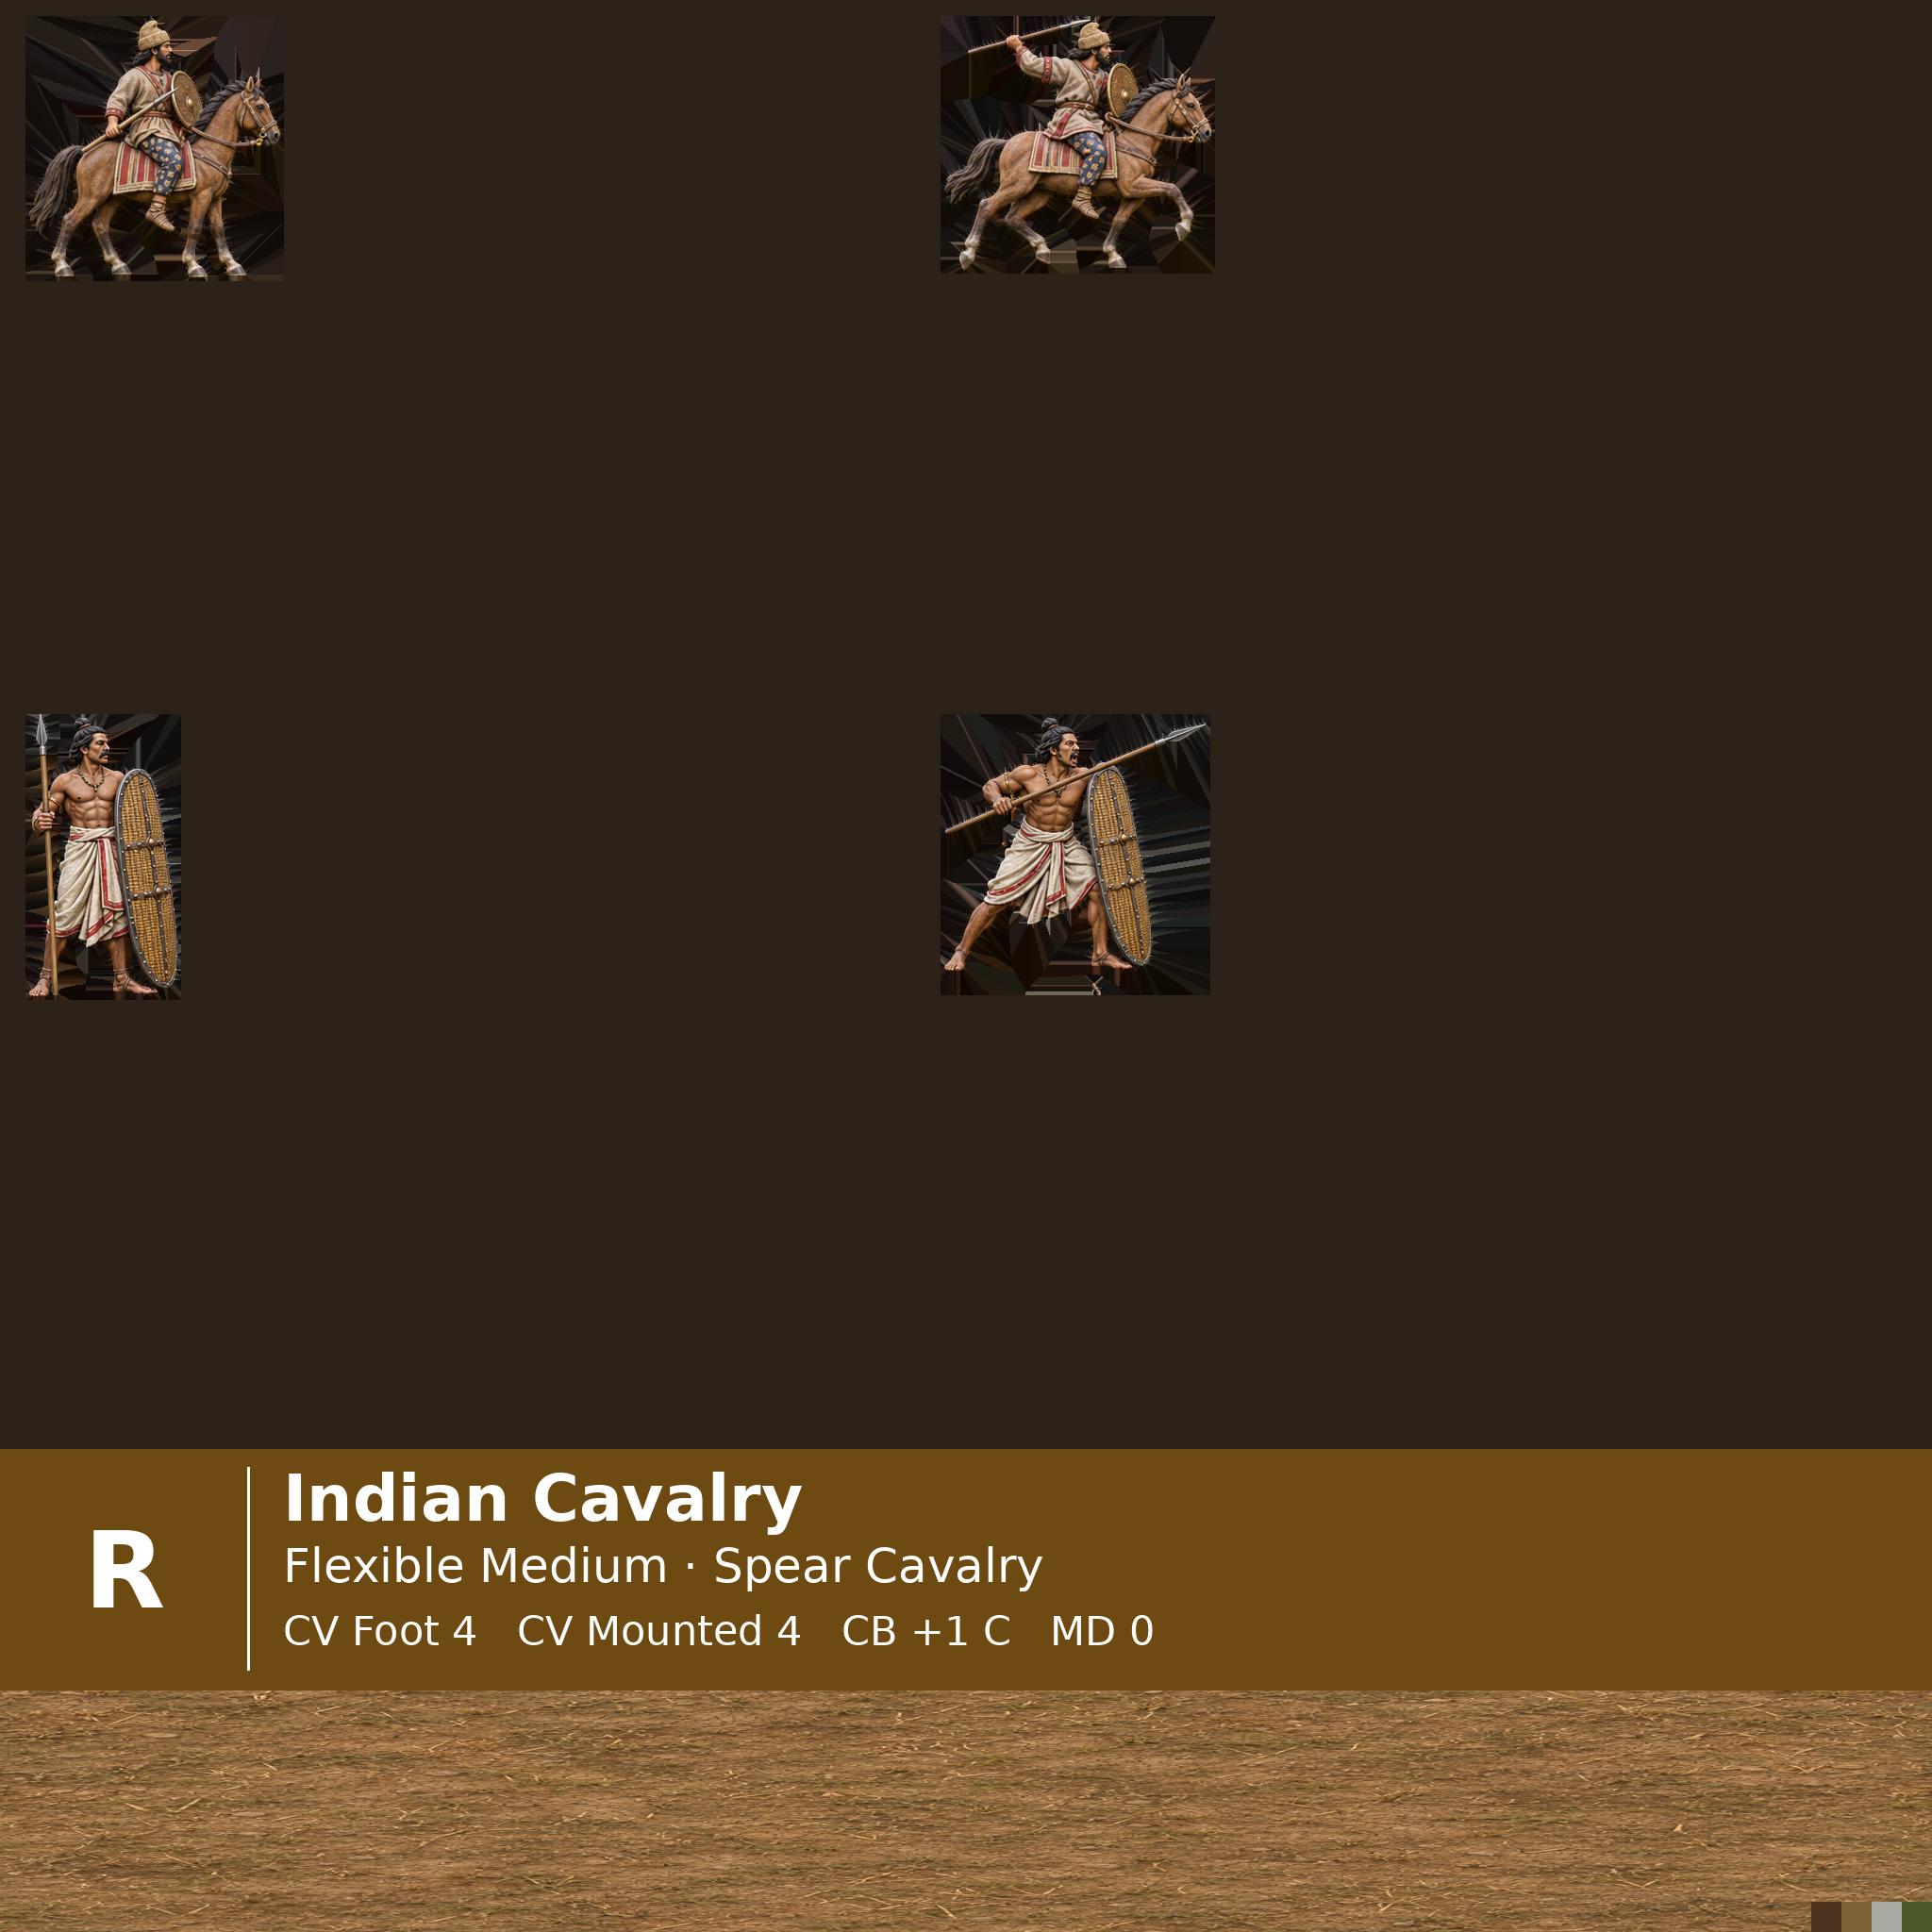 R
Indian Cavalry
Flexible Medium · Spear Cavalry
CV Foot 4 CV Mounted 4 CB +1 C MD 0